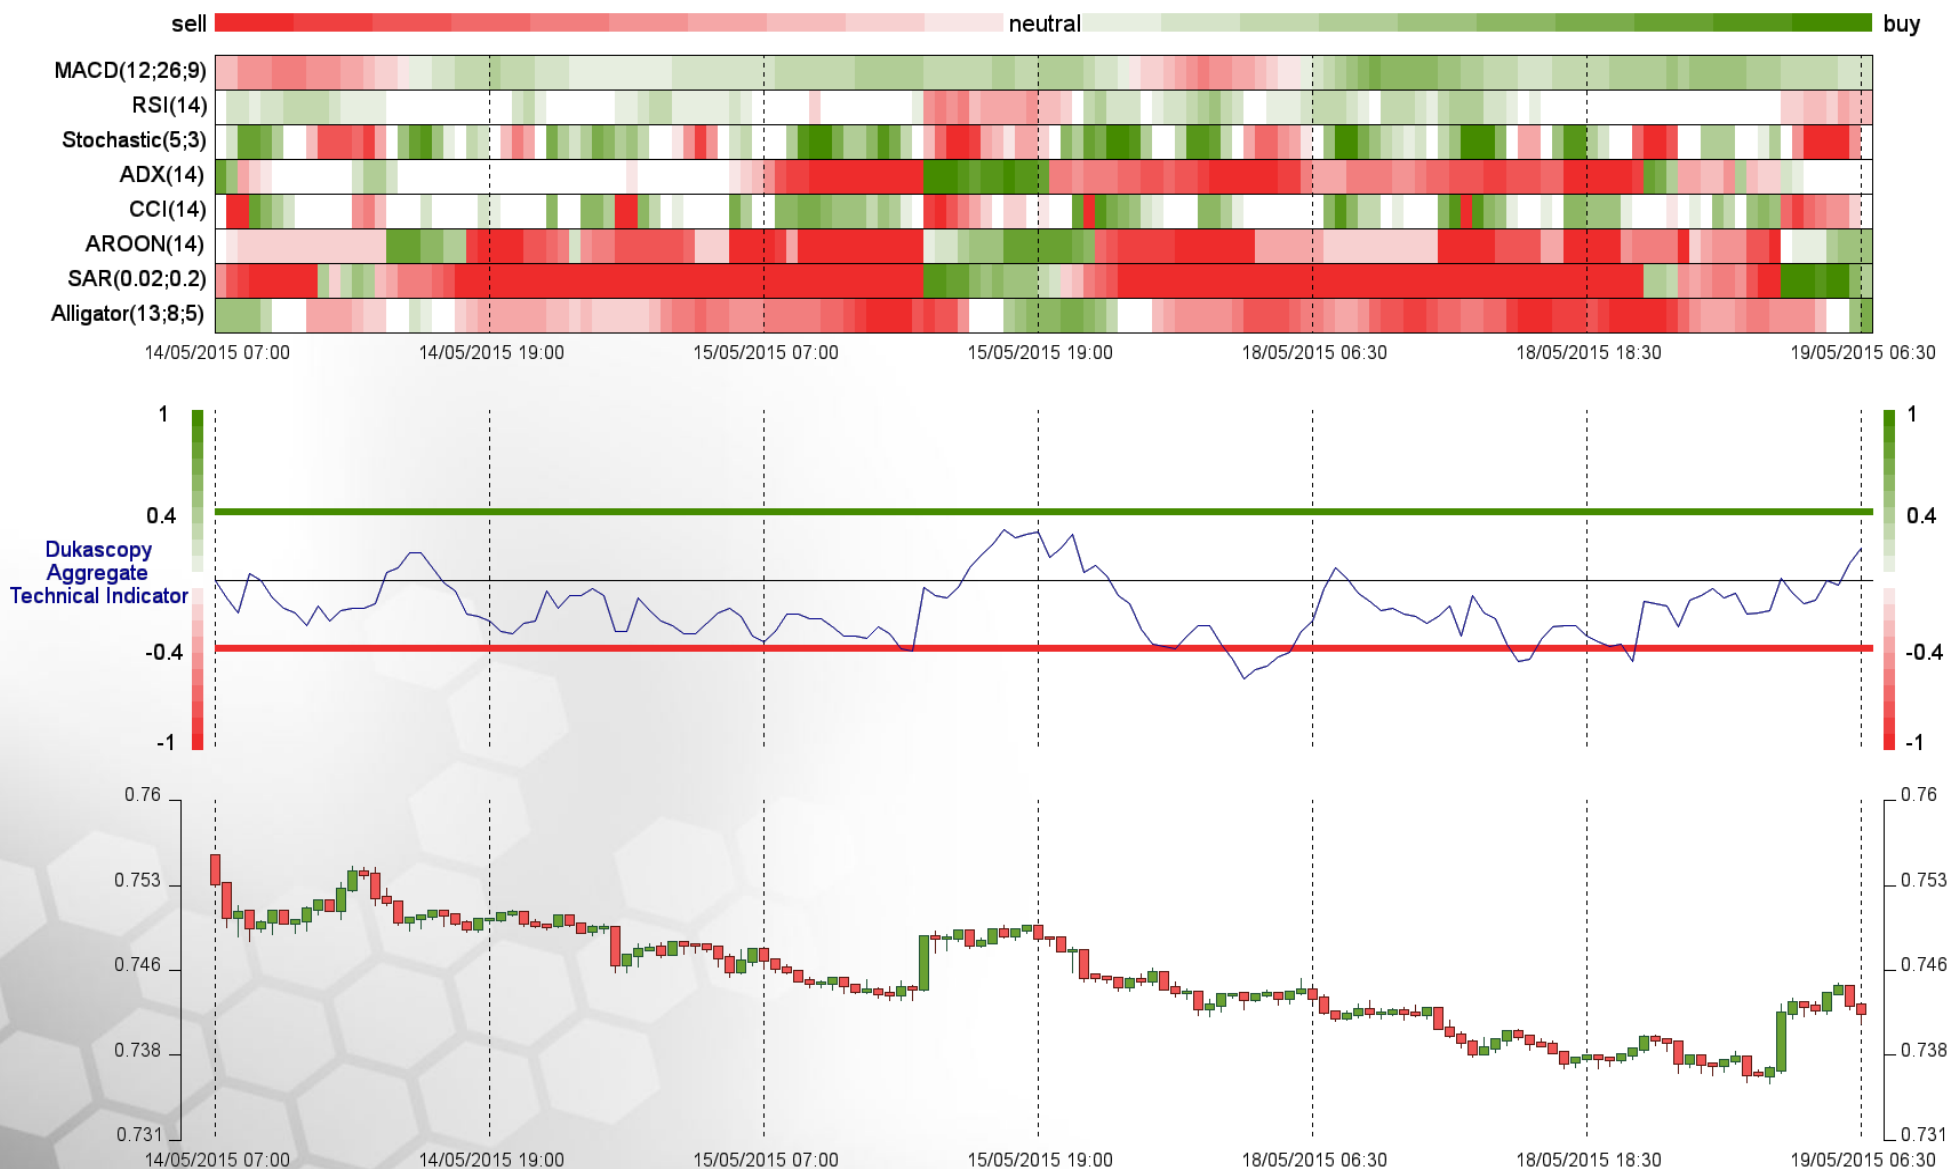 sell neutral buy
MACD(12;26;9)
RSI(14)
Stochastic(5;3)
ADX(14)
CCI(14)
AROON(14)
SAR(0.02;0.2)
Alligator(13;8;5)
14/05/2015 07:00 14/05/2015 19:00 15/05/2015 07:00 15/05/2015 19:00 18/05/2015 06:30 18/05/2015 18:30 19/05/2015 06:30
1 1
0.4 0.4
Dukascopy
Aggregate
Technical Indicator
-0.4 -0.4
-1 -1
0.76 0.76
0.753 0.753
0.746 0.746
0.738 0.738
0.731 0.731
14/05/2015 07:00 14/05/2015 19:00 15/05/2015 07:00 15/05/2015 19:00 18/05/2015 06:30 18/05/2015 18:30 19/05/2015 06:30